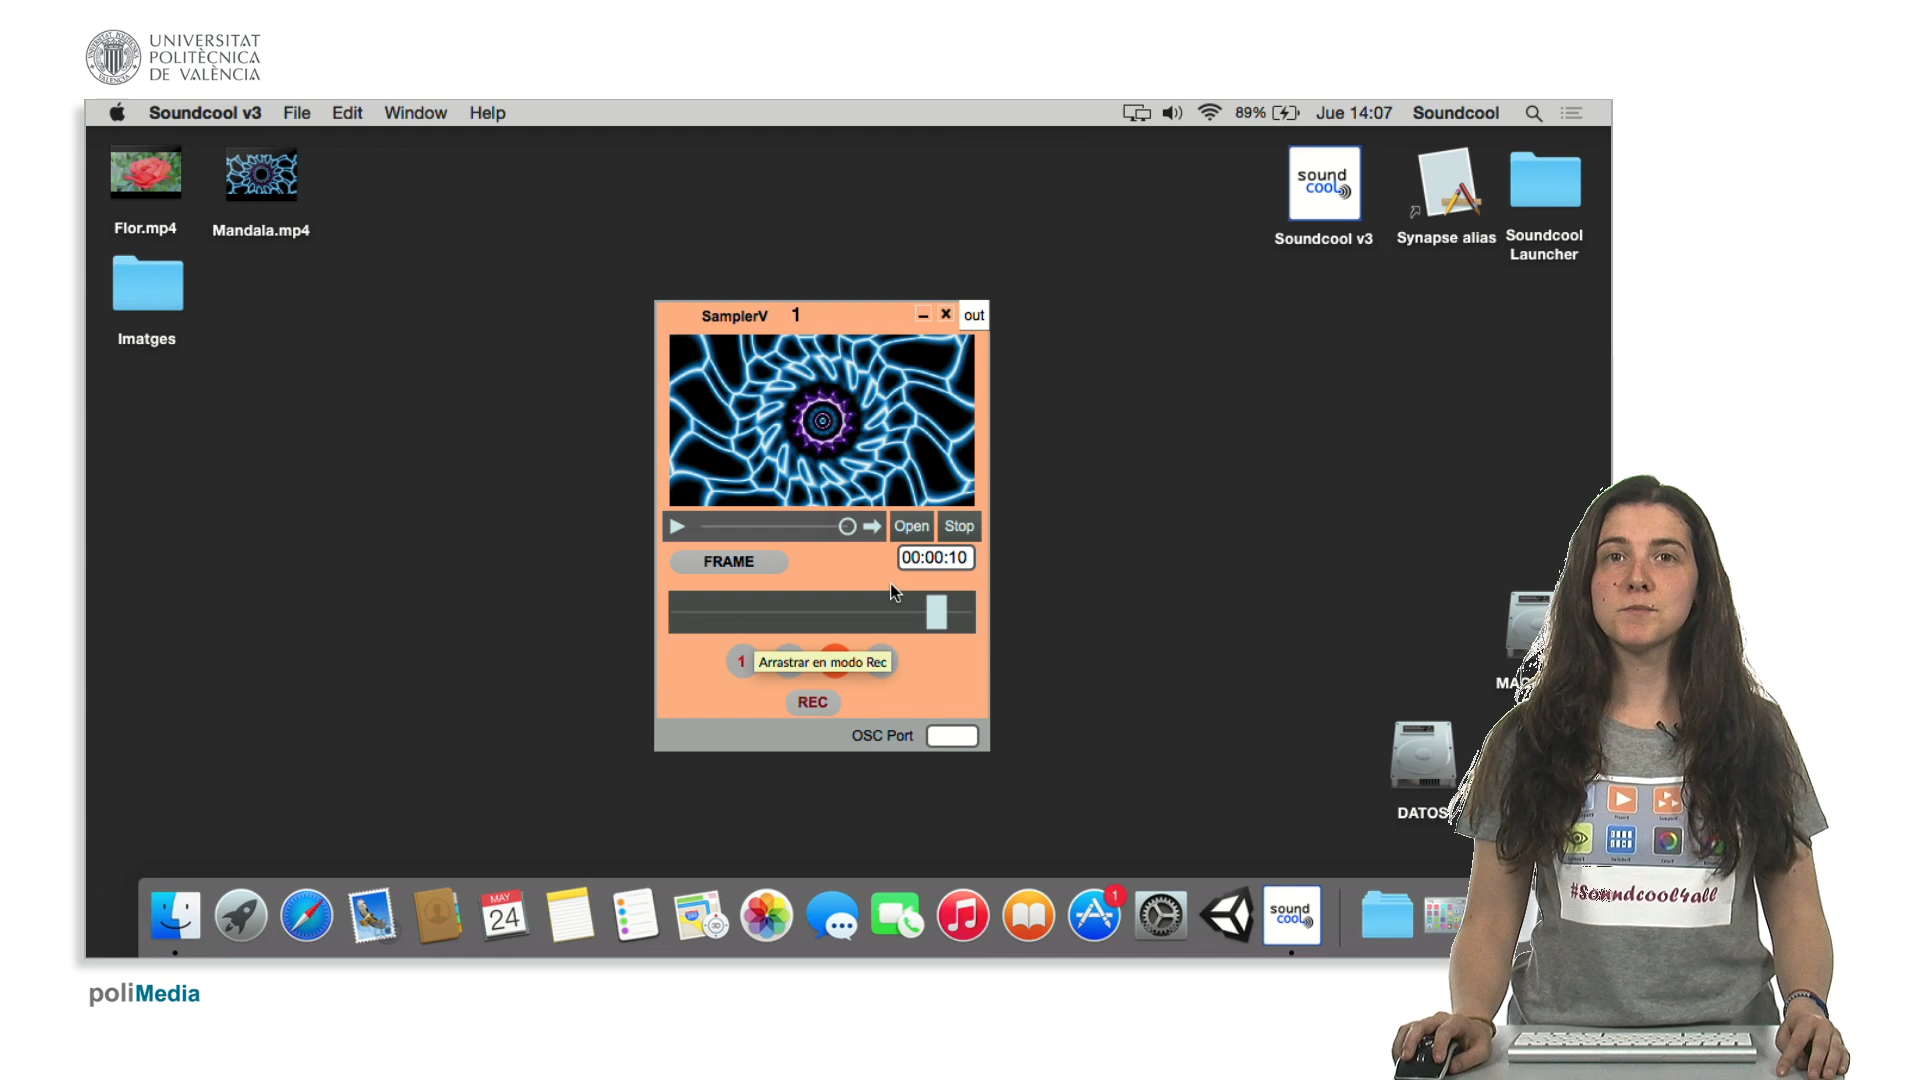 UNIVERSITAT
POLITÈCNICA
DE VALÈNCIA
Soundcool v3 File Edit Window Help
89% Jue 14:07 Soundcool
Flor.mp4
Mandala.mp4
Imatges
sound
cool
Soundcool v3
Synapse alias
Soundcool
Launcher
SamplerV 1
out
Open Stop
FRAME
00:00:10
1
Arrastrar en modo Rec
REC
OSC Port
MAC
DATOS
#Soundcool4all
MAY
24
1
sound
cool
poliMedia